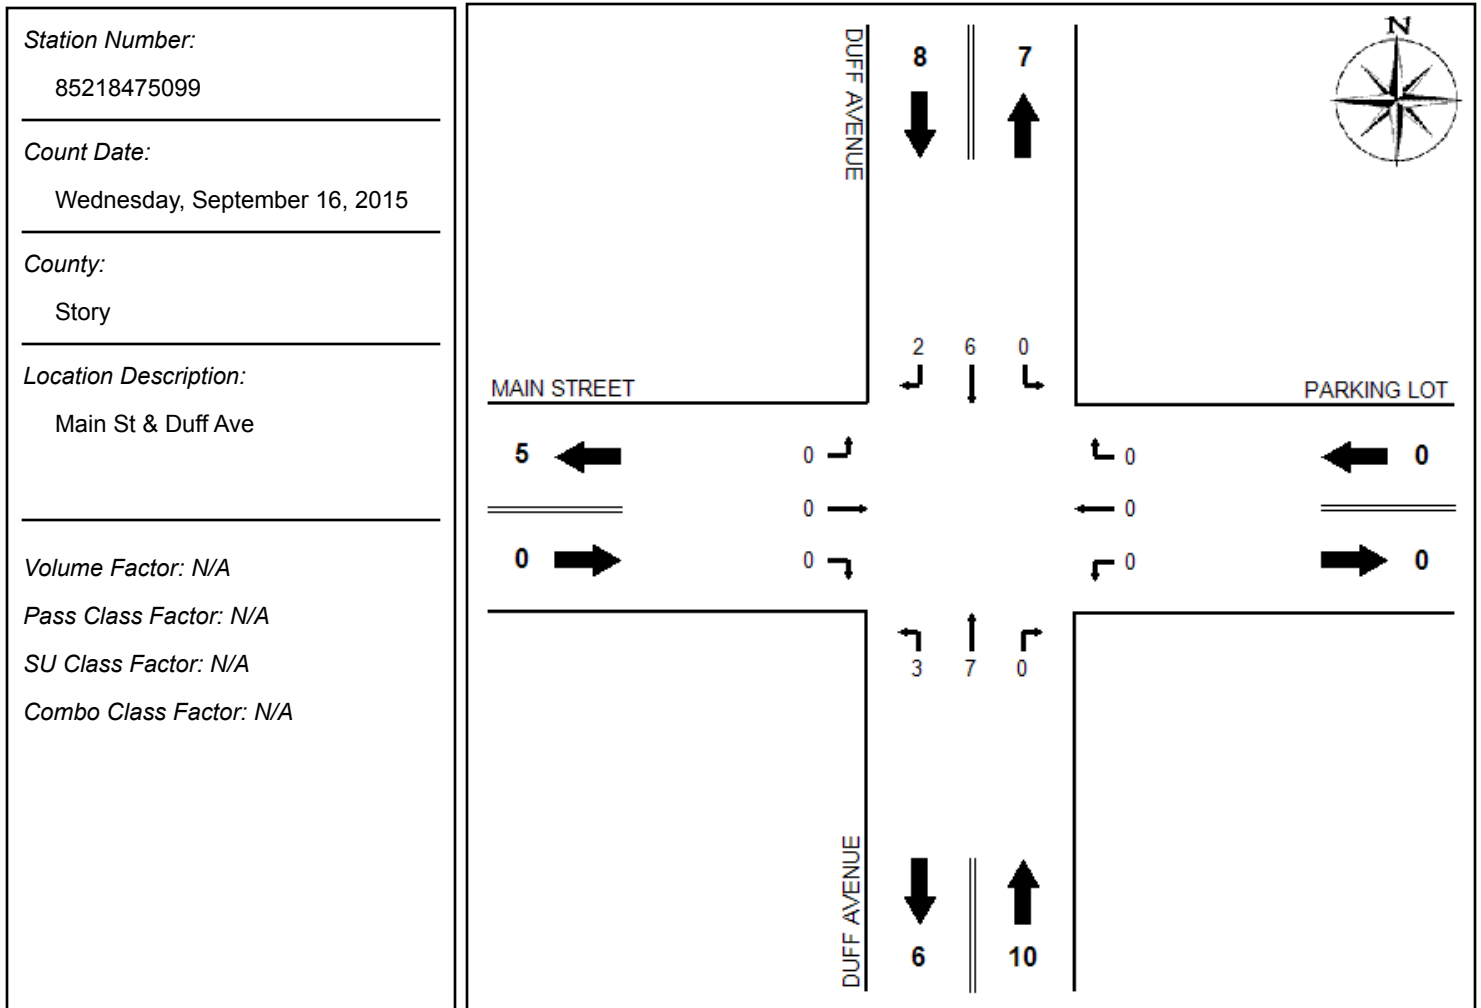 Station Number:
85218475099
Count Date:
Wednesday, September 16, 2015
County:
Story
Location Description:
Main St & Duff Ave
Volume Factor: N/A
Pass Class Factor: N/A
SU Class Factor: N/A
Combo Class Factor: N/A
N
DUFF AVENUE
8 7
2 6 0
MAIN STREET
PARKING LOT
5 0 0 0
0 0
0 0 0 0
3 7 0
DUFF AVENUE
6 10